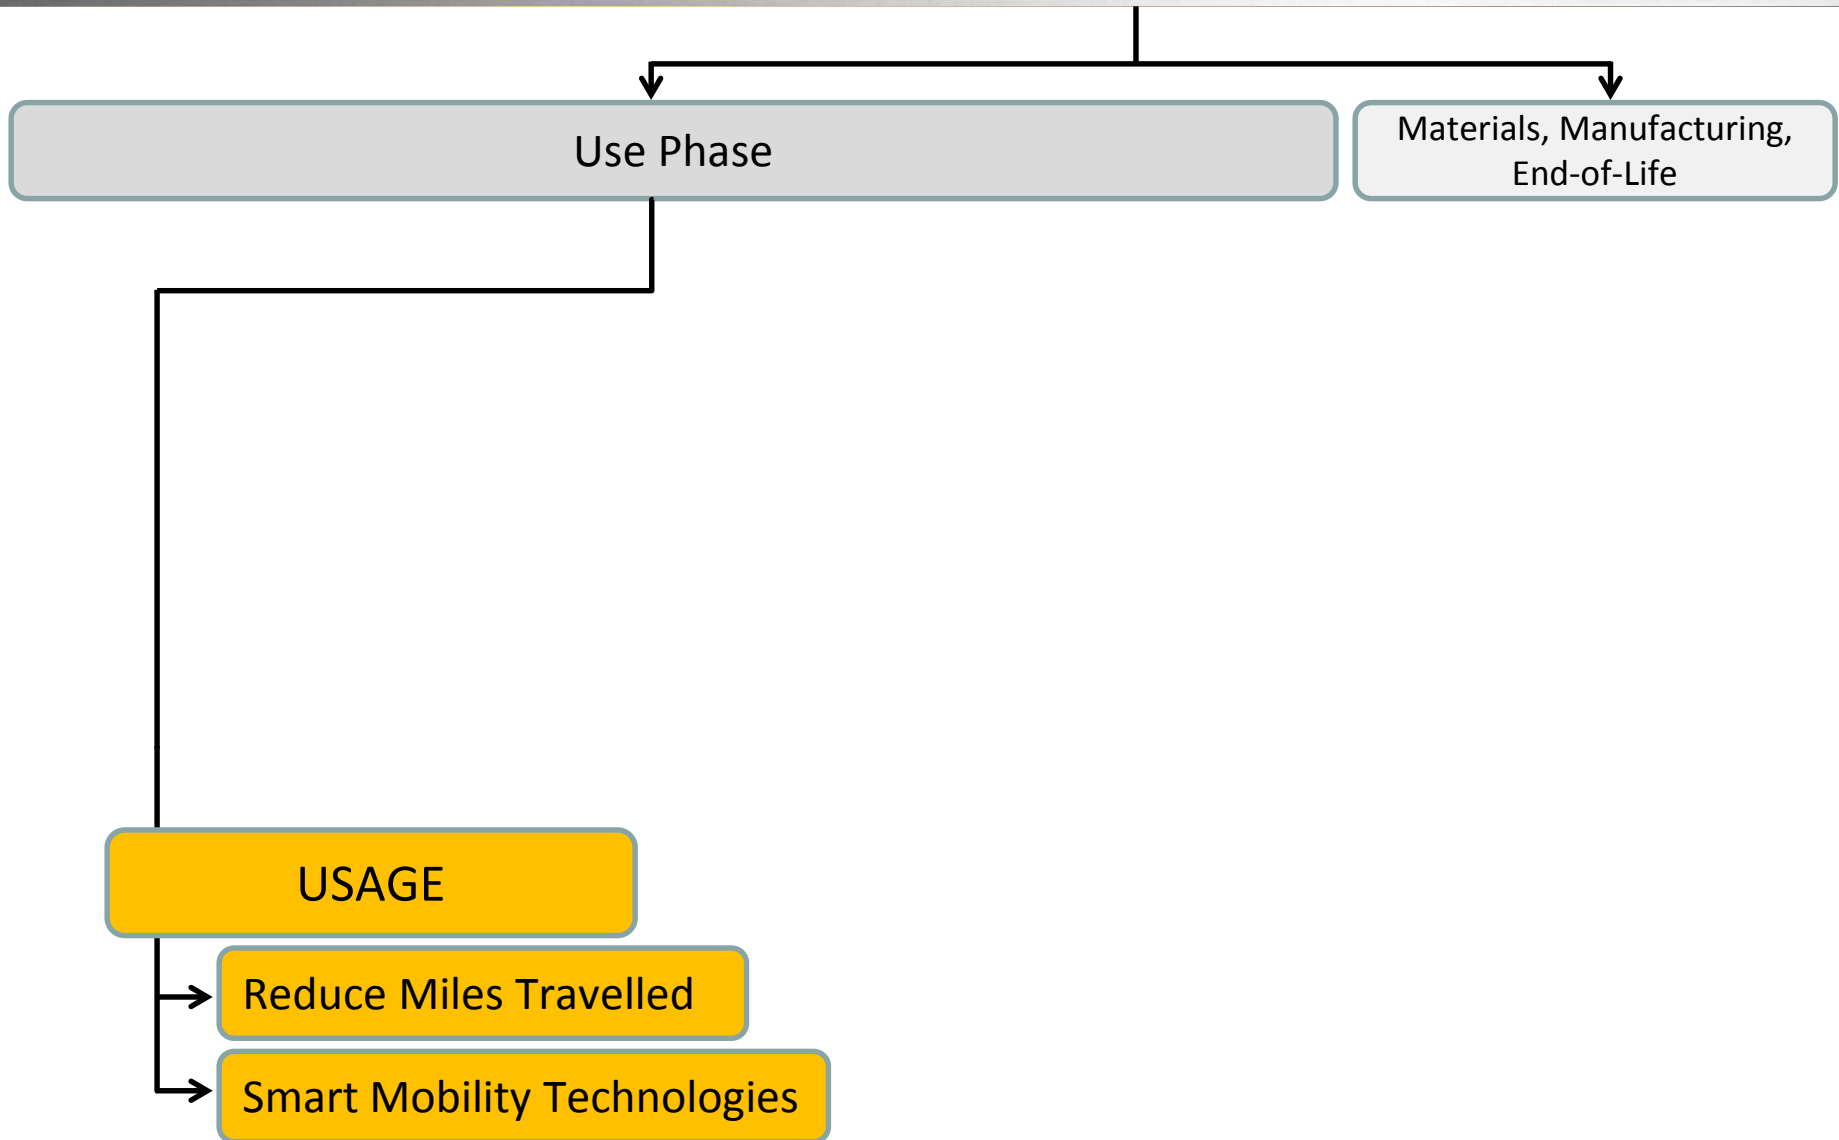 Use Phase
Materials, Manufacturing,
End-of-Life
USAGE
Reduce Miles Travelled
Smart Mobility Technologies